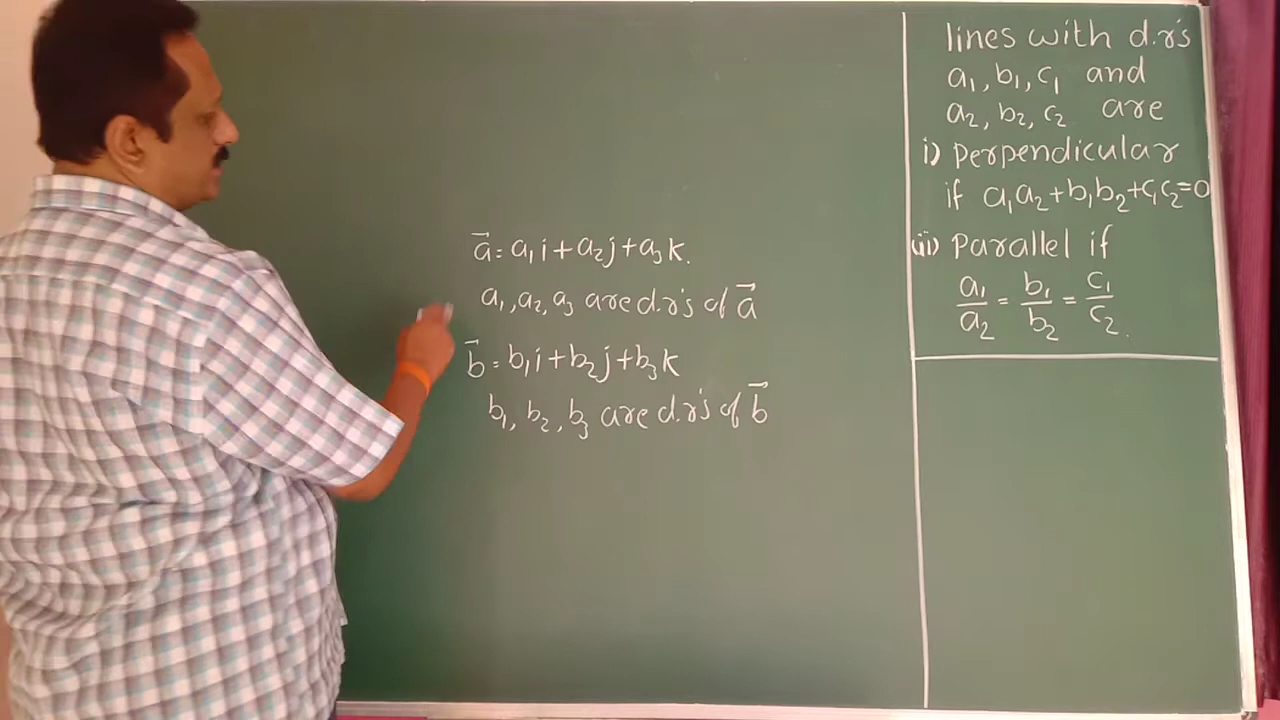 a⃗ = a₁i + a₂j + a₃k.
a₁, a₂, a₃ are d.r's of a⃗
b⃗ = b₁i + b₂j + b₃k
b₁, b₂, b₃ are d.r's of b⃗
lines with d.r's
a₁, b₁, c₁ and
a₂, b₂, c₂ are
i) perpendicular
if a₁a₂ + b₁b₂ + c₁c₂ = 0
ii) parallel if
a₁/a₂ = b₁/b₂ = c₁/c₂.